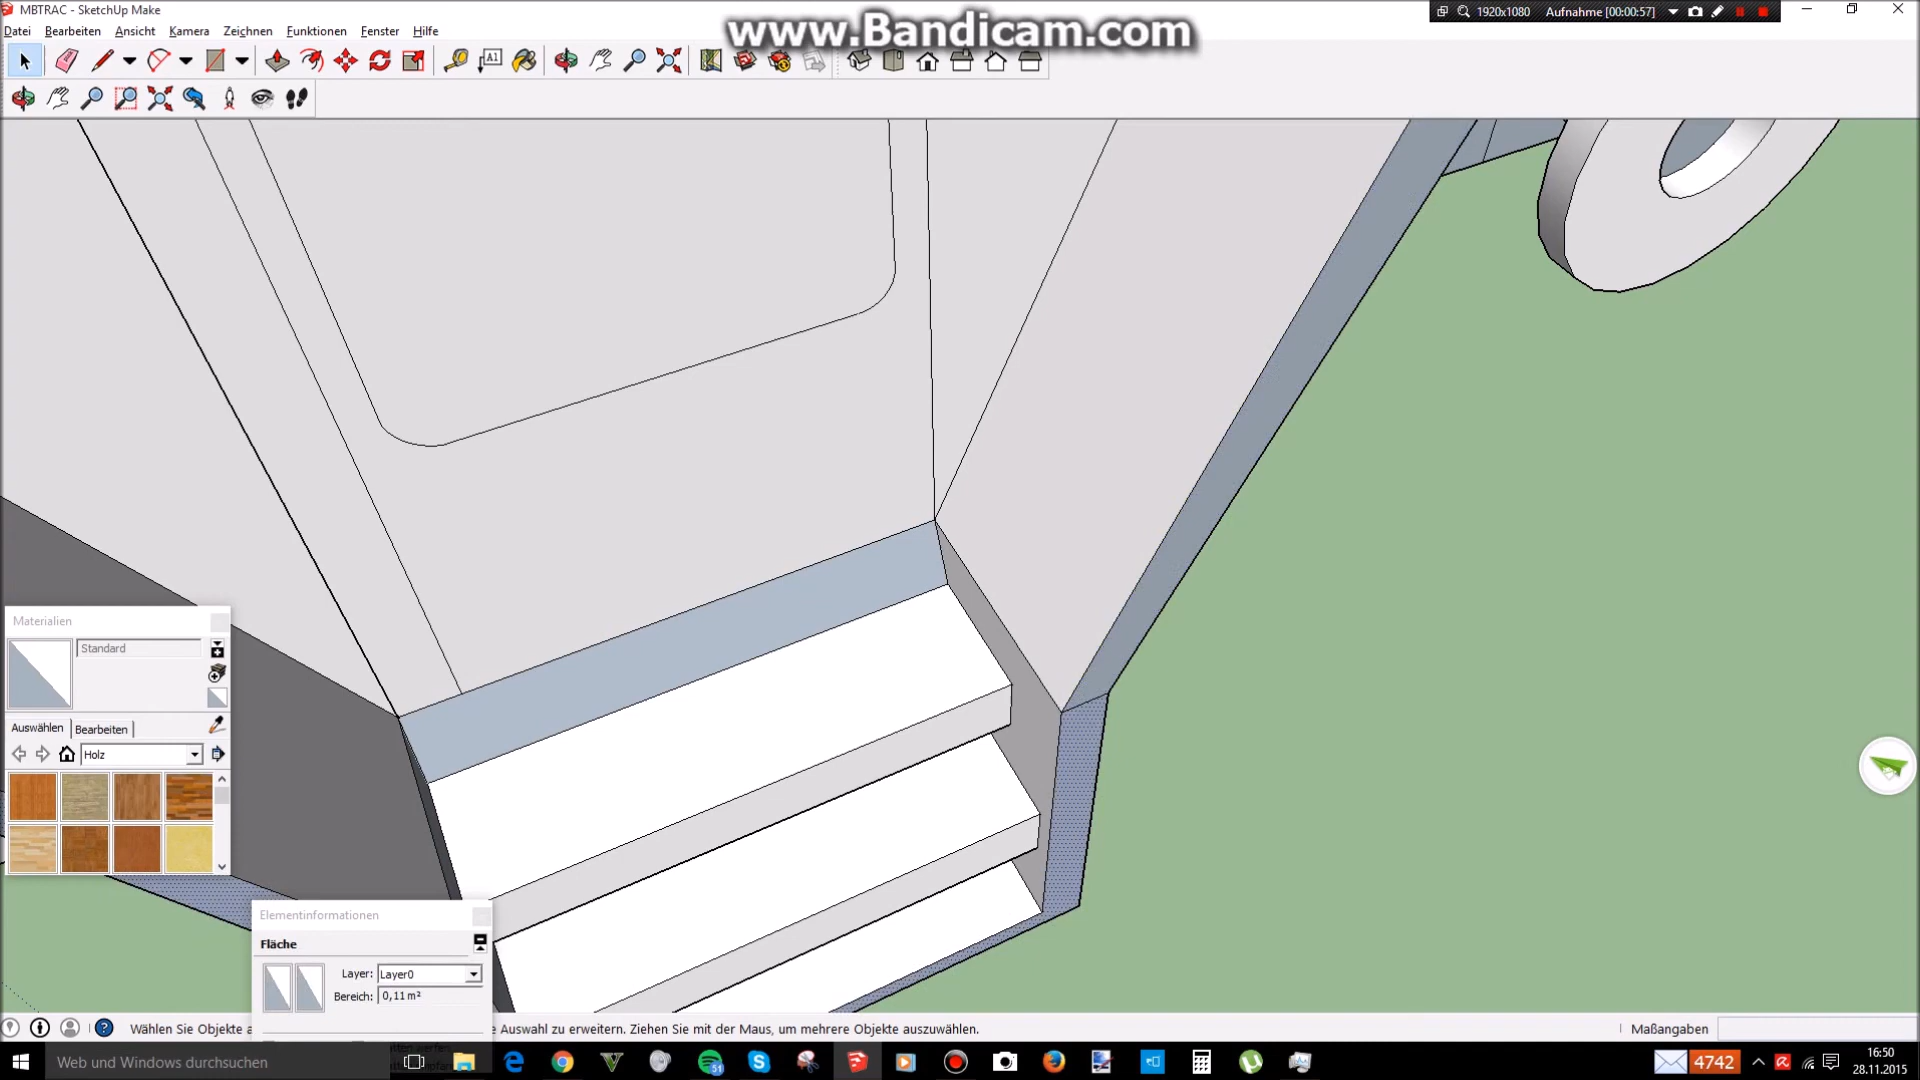 MBTRAC - SketchUp Make
www.Bandicam.com
1920x1080 Aufnahme [00:00:57]
Datei Bearbeiten Ansicht Kamera Zeichnen Funktionen Fenster Hilfe
A1
Materialien
Standard
Auswählen Bearbeiten
Holz
Elementinformationen
Fläche
Layer: Layer0
Bereich: 0,11 m²
Wählen Sie Objekte a
e Auswahl zu erweitern. Ziehen Sie mit der Maus, um mehrere Objekte auszuwählen.
Maßangaben
Web und Windows durchsuchen
51
4742
16:50
28.11.2015